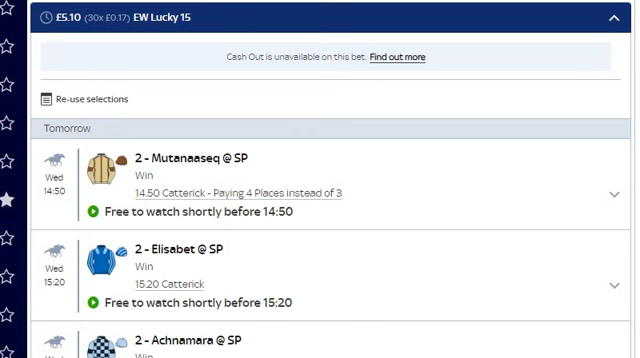 £5.10 (30x £0.17) EW Lucky 15
Cash Out is unavailable on this bet. Find out more
Re-use selections
Tomorrow
2 - Mutanaaseq @ SP
Wed
14:50
Win
14.50 Catterick - Paying 4 Places instead of 3
Free to watch shortly before 14:50
2 - Elisabet @ SP
Wed
15:20
Win
15.20 Catterick
Free to watch shortly before 15:20
2 - Achnamara @ SP
Wed
Win